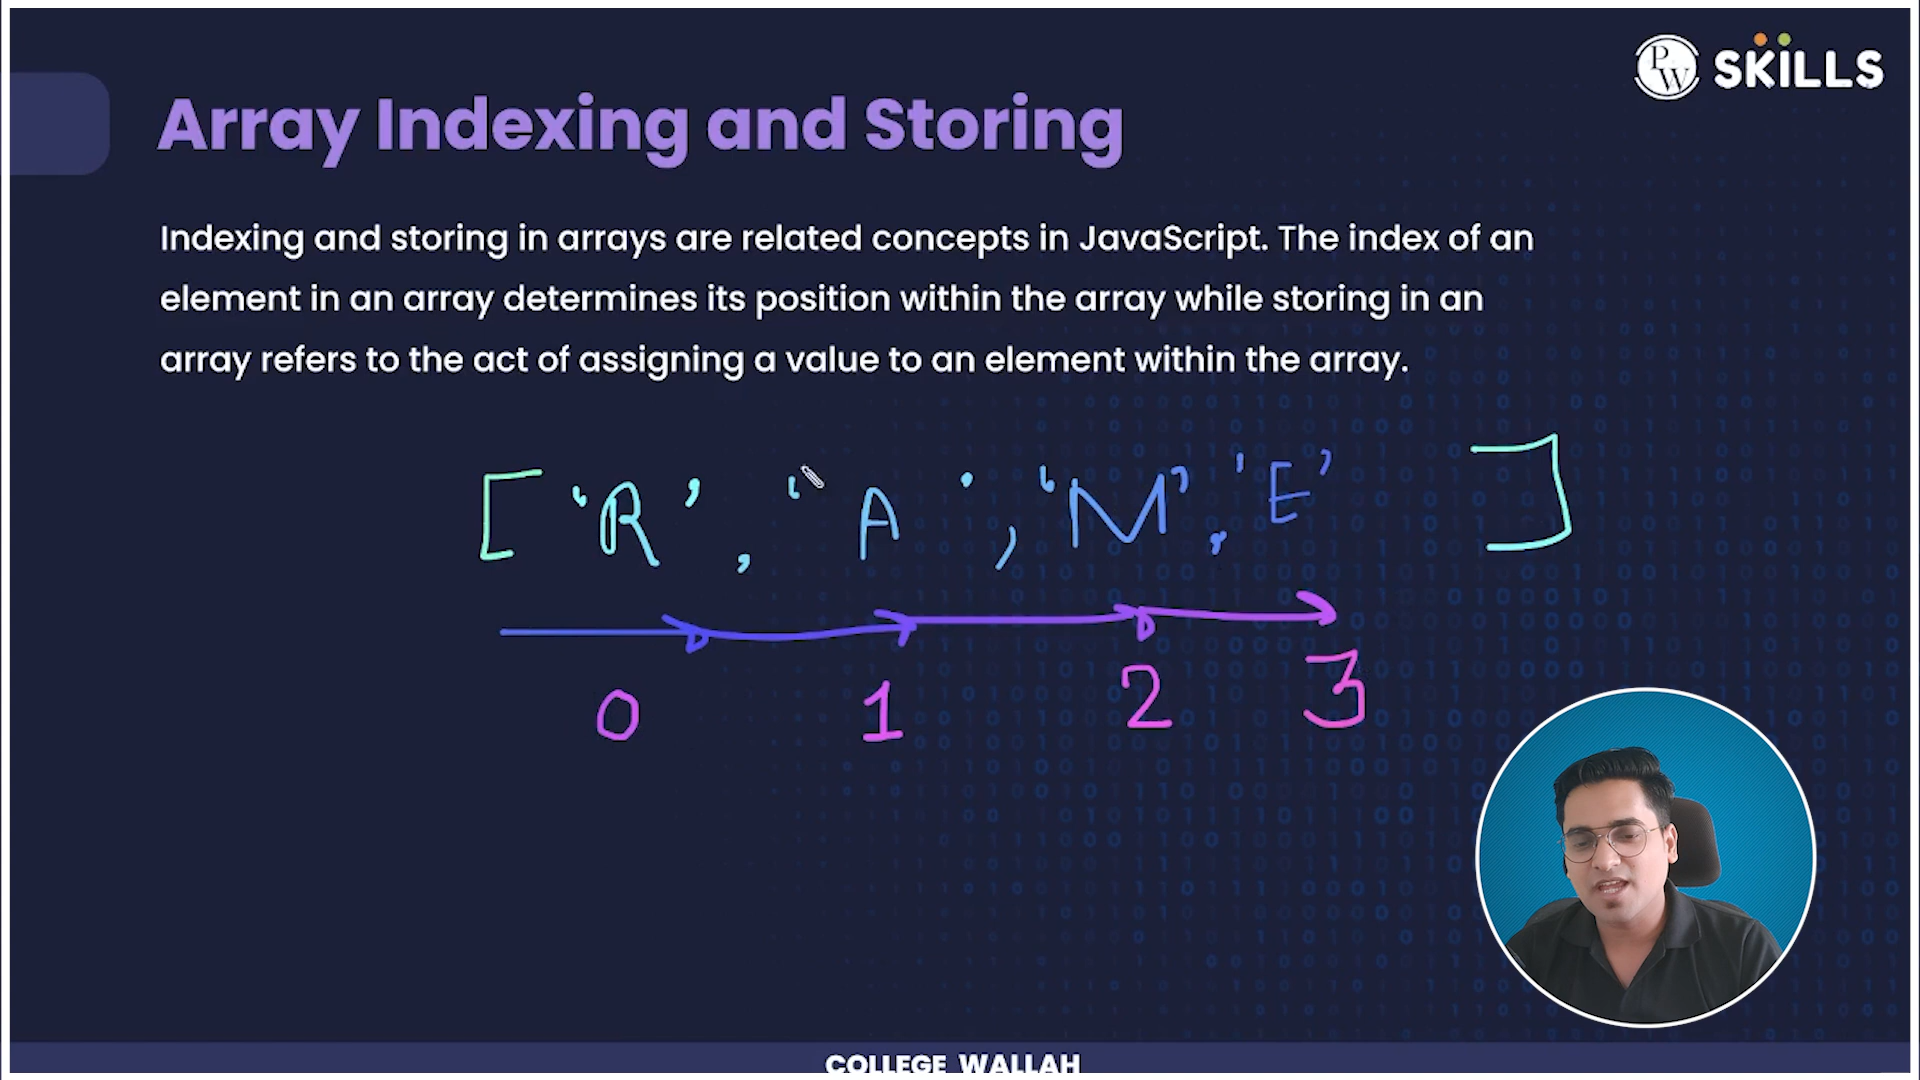 PW SKILLS
Array Indexing and Storing
Indexing and storing in arrays are related concepts in JavaScript. The index of an
element in an array determines its position within the array while storing in an
array refers to the act of assigning a value to an element within the array.
[ 'R', 'A', 'M', 'E' ]
0 1 2 3
COLLEGE WALLAH